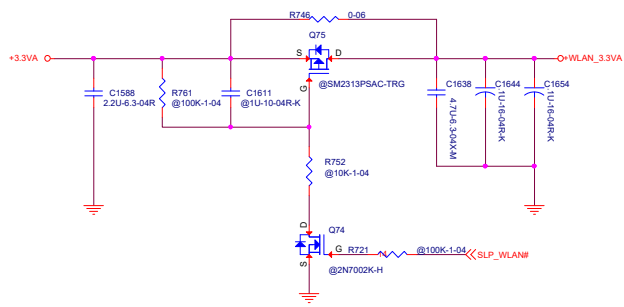 R746 0-06
Q75
+3.3VA
S
D
+WLAN_3.3VA
G
@SM2313PSAC-TRG
C1588
2.2U-6.3-04R
R761
@100K-1-04
C1611
@1U-10-04R-K
C1638
4.7U-6.3-04X-M
C1644
.1U-16-04R-K
C1654
.1U-16-04R-K
R752
@10K-1-04
D
Q74
G
S
R721
@100K-1-04
SLP_WLAN#
@2N7002K-H